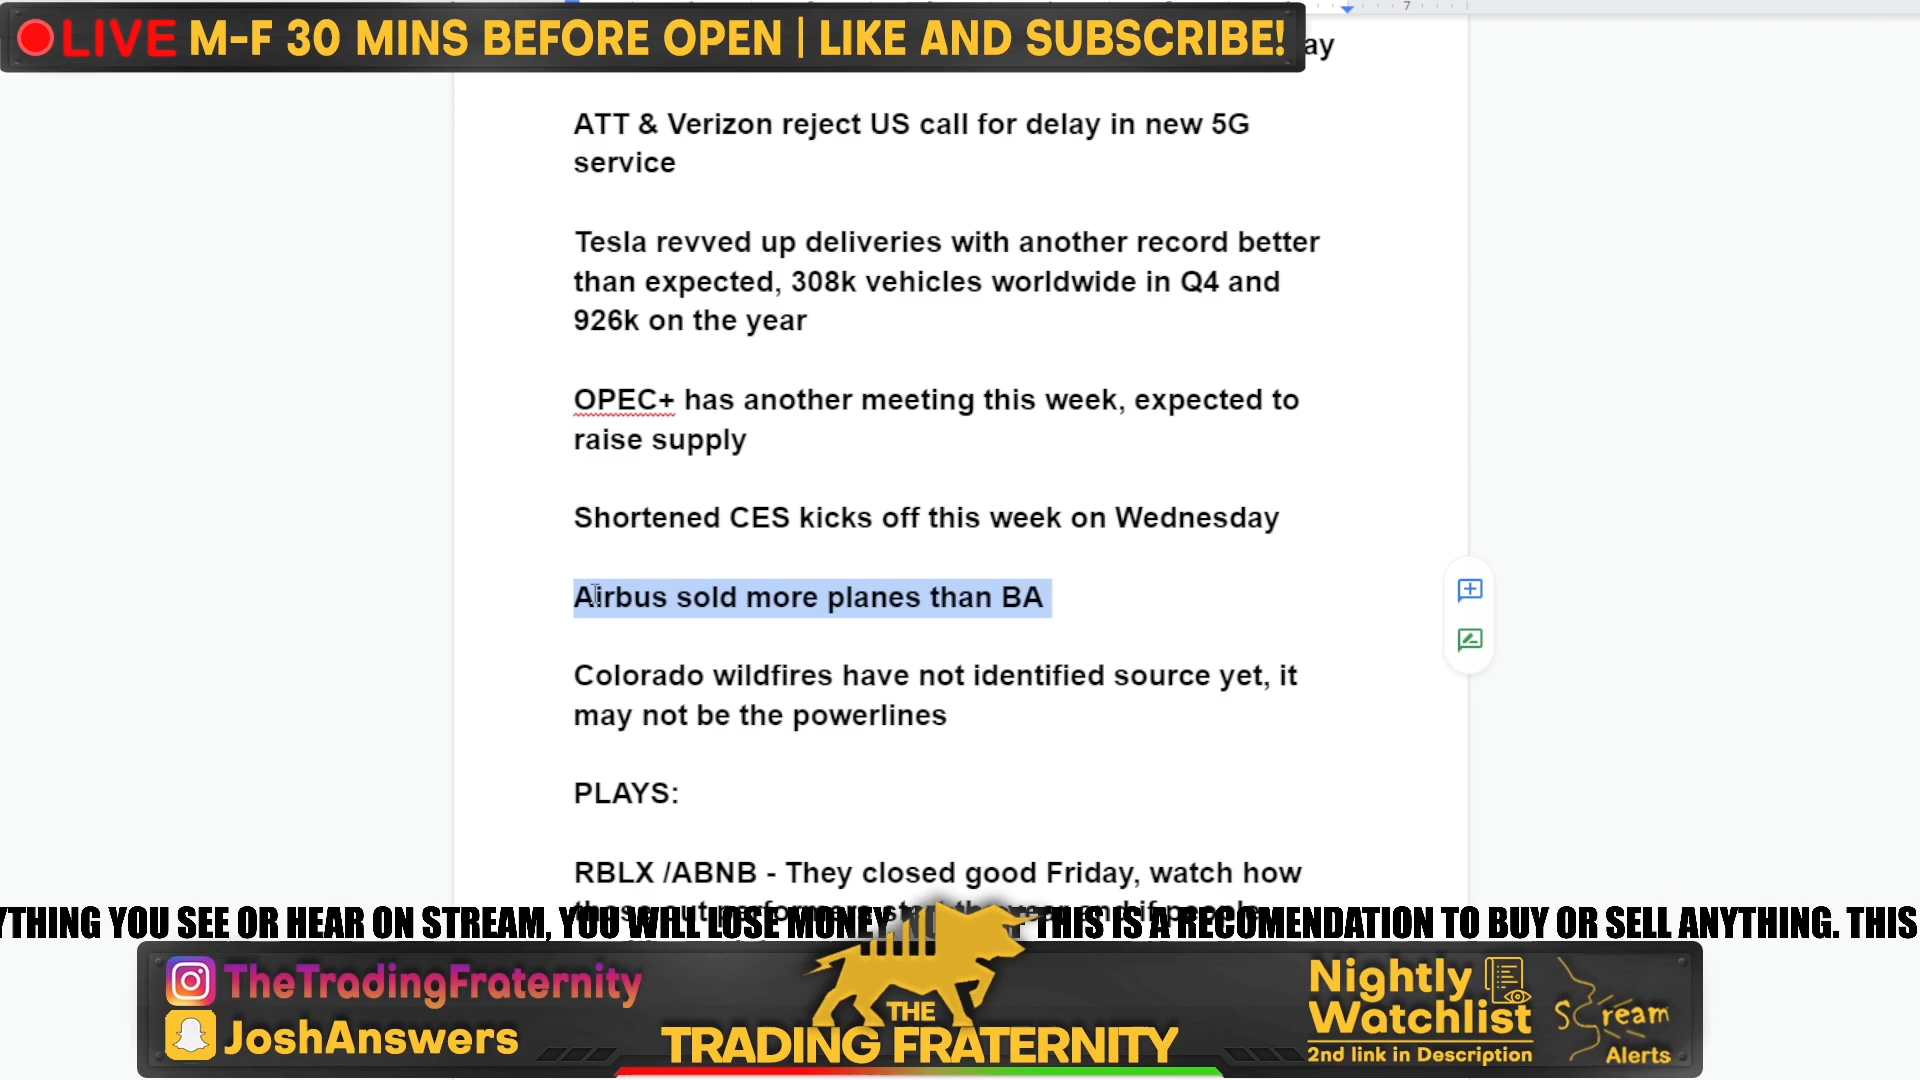 7
LIVE M-F 30 MINS BEFORE OPEN | LIKE AND SUBSCRIBE!
ay
ATT & Verizon reject US call for delay in new 5G
service
Tesla revved up deliveries with another record better
than expected, 308k vehicles worldwide in Q4 and
926k on the year
OPEC+ has another meeting this week, expected to
raise supply
Shortened CES kicks off this week on Wednesday
Airbus sold more planes than BA
Colorado wildfires have not identified source yet, it
may not be the powerlines
PLAYS:
RBLX /ABNB - They closed good Friday, watch how
YTHING YOU SEE OR HEAR ON STREAM, YOU WILL LOSE MONEY THIS IS A RECOMENDATION TO BUY OR SELL ANYTHING. THIS
TheTradingFraternity
JoshAnswers
THE
TRADING FRATERNITY
Nightly
Watchlist
2nd link in Description
Scream
Alerts